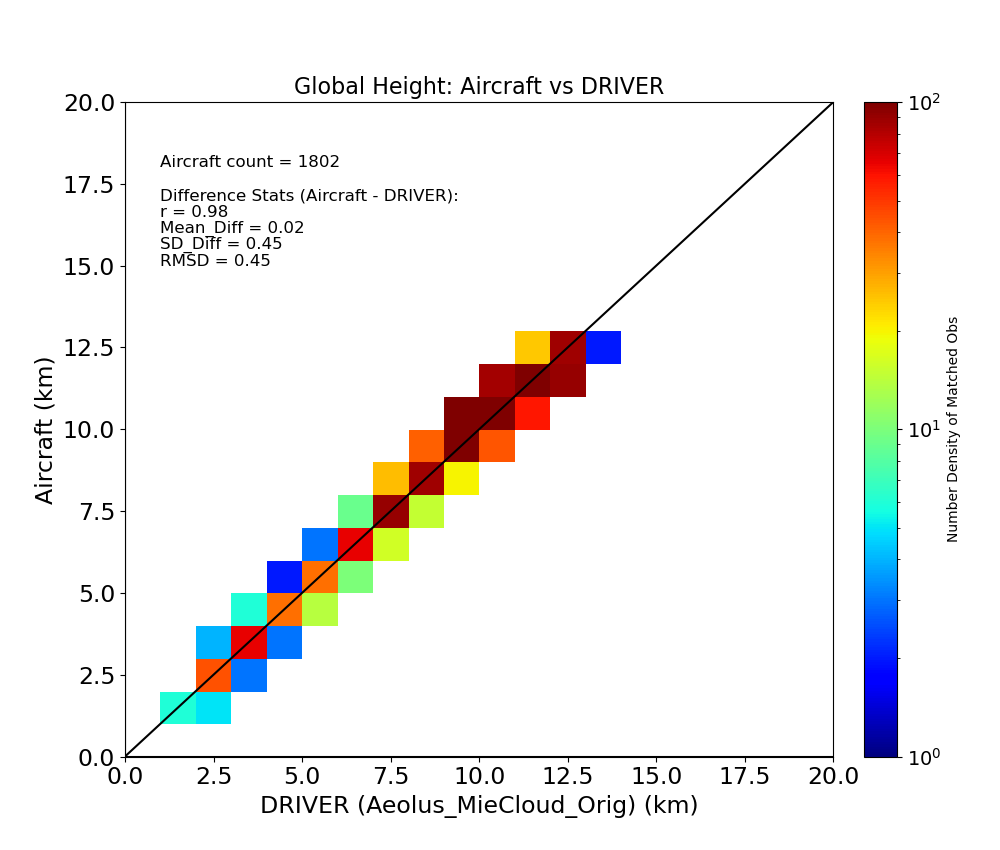 Global Height: Aircraft vs DRIVER
20.0
17.5
15.0
12.5
10.0
7.5
5.0
2.5
0.0
Aircraft (km)
Aircraft count = 1802
Difference Stats (Aircraft - DRIVER):
r = 0.98
Mean_Diff = 0.02
SD_Diff = 0.45
RMSD = 0.45
0.0 2.5 5.0 7.5 10.0 12.5 15.0 17.5 20.0
DRIVER (Aeolus_MieCloud_Orig) (km)
10²
10¹
10⁰
Number Density of Matched Obs